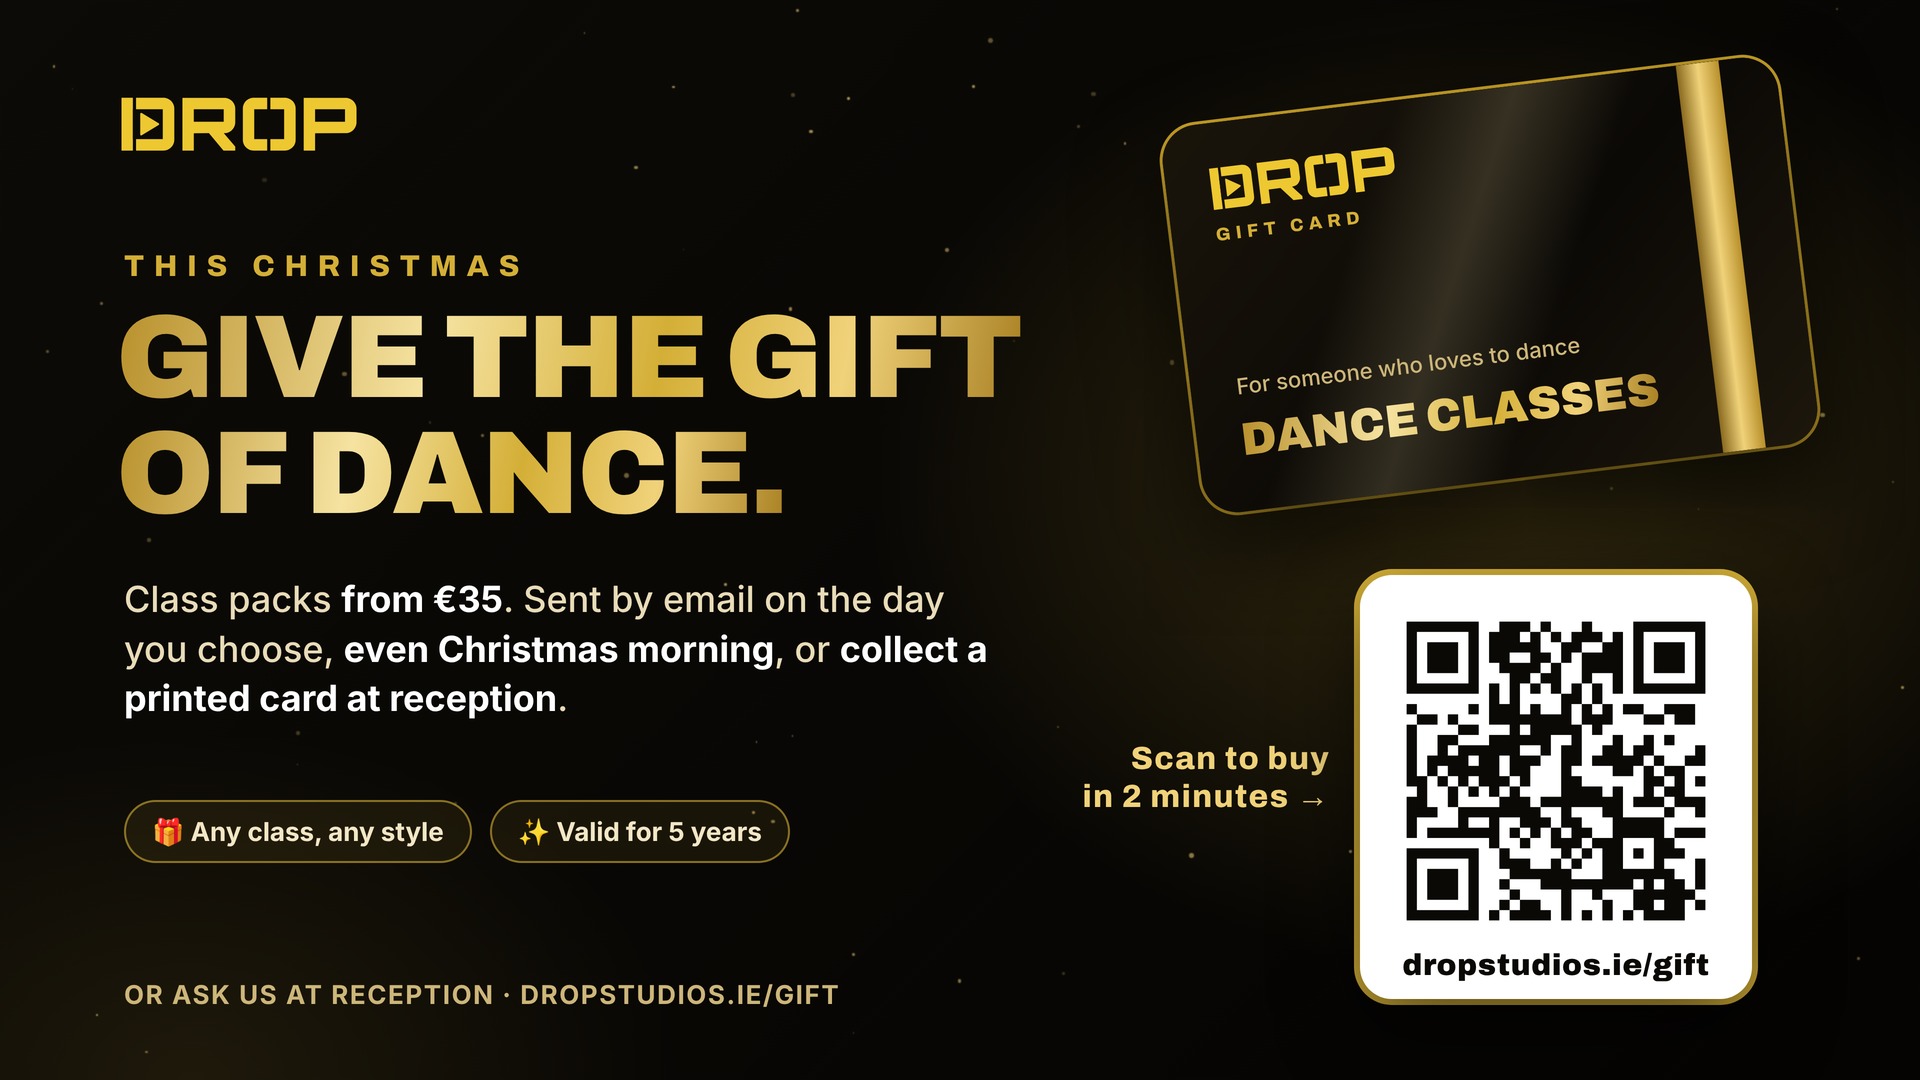 DROP
THIS CHRISTMAS
GIVE THE GIFT
OF DANCE.
Class packs from €35. Sent by email on the day
you choose, even Christmas morning, or collect a
printed card at reception.
🎁 Any class, any style
✨ Valid for 5 years
OR ASK US AT RECEPTION · DROPSTUDIOS.IE/GIFT
DROP
GIFT CARD
For someone who loves to dance
DANCE CLASSES
Scan to buy
in 2 minutes →
dropstudios.ie/gift